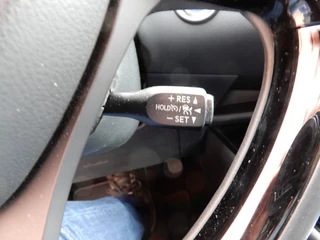 + RES ▲
HOLD(S)/ ◄
− SET ▼